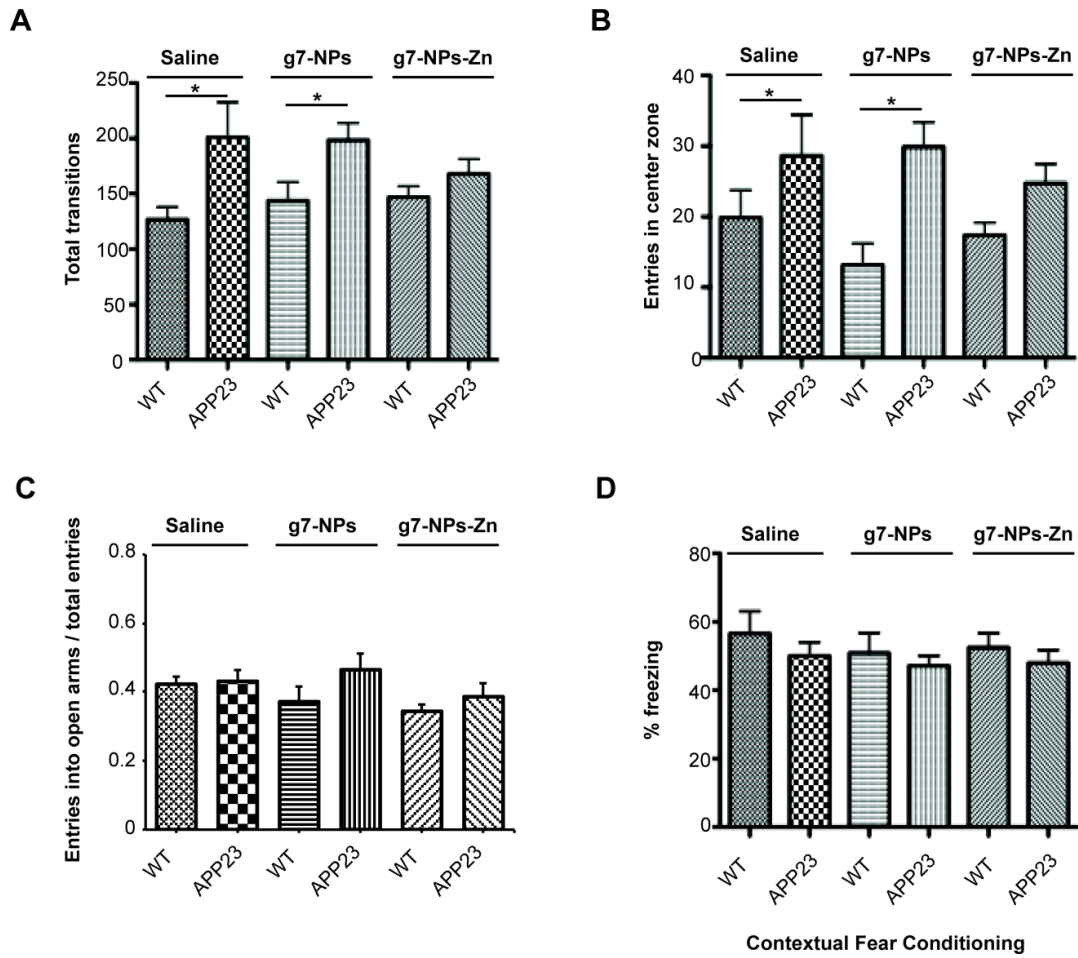 A
Saline g7-NPs g7-NPs-Zn
* *
Total transitions
250
200
150
100
50
0
WT APP23 WT APP23 WT APP23
B
Saline g7-NPs g7-NPs-Zn
* *
Entries in center zone
40
30
20
10
0
WT APP23 WT APP23 WT APP23
C
Saline g7-NPs g7-NPs-Zn
Entries into open arms / total entries
0.8
0.6
0.4
0.2
0
WT APP23 WT APP23 WT APP23
D
Saline g7-NPs g7-NPs-Zn
% freezing
80
60
40
20
0
WT APP23 WT APP23 WT APP23
Contextual Fear Conditioning